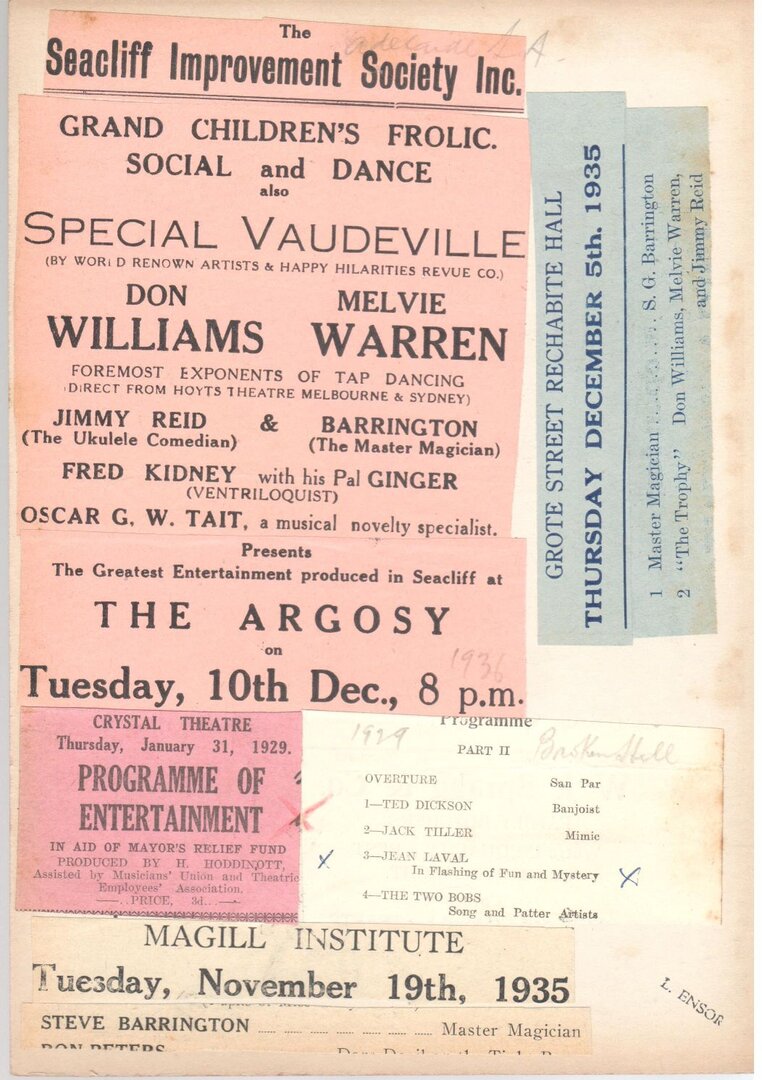 The
Adelaide S.A.
Seacliff Improvement Society Inc.
GRAND CHILDREN'S FROLIC.
SOCIAL and DANCE
also
SPECIAL VAUDEVILLE
(BY WORLD RENOWN ARTISTS & HAPPY HILARITIES REVUE CO.)
DON MELVIE
WILLIAMS WARREN
FOREMOST EXPONENTS OF TAP DANCING
(DIRECT FROM HOYTS THEATRE MELBOURNE & SYDNEY)
JIMMY REID & BARRINGTON
(The Ukulele Comedian) (The Master Magician)
FRED KIDNEY with his Pal GINGER
(VENTRILOQUIST)
OSCAR G. W. TAIT, a musical novelty specialist.
Presents
The Greatest Entertainment produced in Seacliff at
THE ARGOSY
on
1936
Tuesday, 10th Dec., 8 p.m.
GROTE STREET RECHABITE HALL
THURSDAY DECEMBER 5th. 1935
1 Master Magician .......... S. G. Barrington
2 "The Trophy" Don Williams, Melvie Warren,
and Jimmy Reid
CRYSTAL THEATRE
Thursday, January 31, 1929.
PROGRAMME OF
ENTERTAINMENT
IN AID OF MAYOR'S RELIEF FUND
PRODUCED BY H. HODDINOTT,
Assisted by Musicians' Union and Theatric
Employees' Association.
—..PRICE, 3d..—
Programme
1929
PART II Broken Hill
OVERTURE San Par
1—TED DICKSON Banjoist
2—JACK TILLER Mimic
x 3—JEAN LAVAL
In Flashing of Fun and Mystery x
4—THE TWO BOBS
Song and Patter Artists
MAGILL INSTITUTE
Tuesday, November 19th, 1935
STEVE BARRINGTON ..... ..... ..... ..... ..... Master Magician
RON PETERS
L. ENSOR